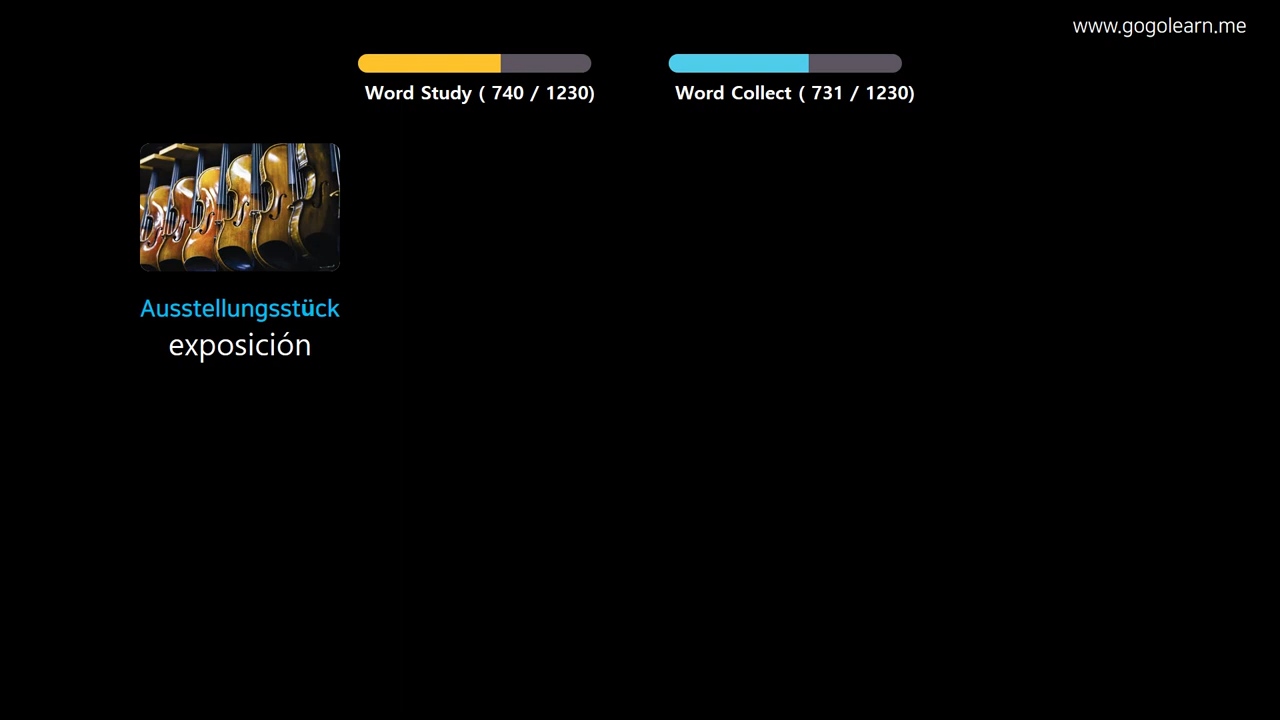 www.gogolearn.me
Word Study ( 740 / 1230)
Word Collect ( 731 / 1230)
Ausstellungsstück
exposición